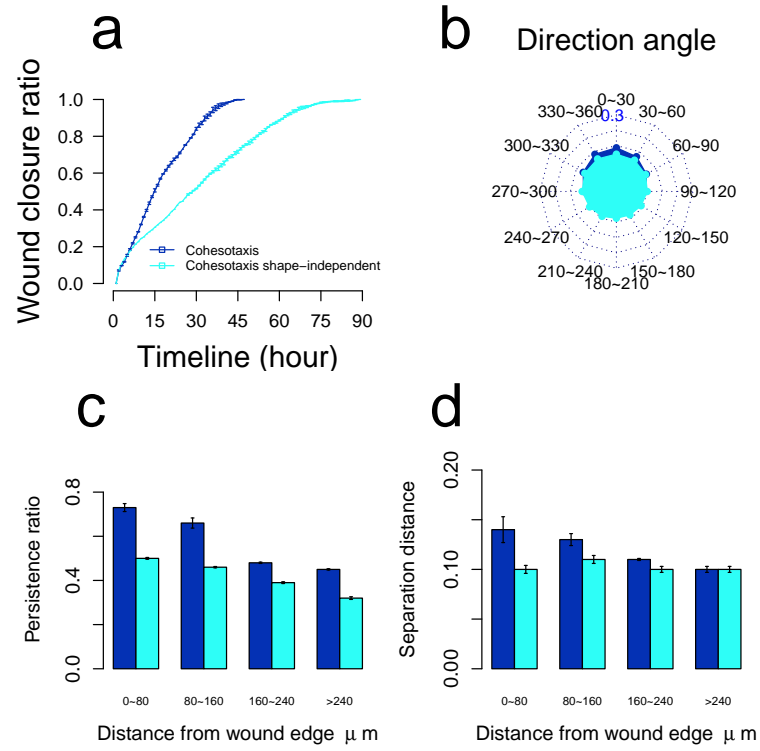 a
Wound closure ratio
1.0
0.8
0.6
0.4
0.2
0.0
Cohesotaxis
Cohesotaxis shape−independent
0 15 30 45 60 75 90
Timeline (hour)
b
Direction angle
0~30
0.3
30~60
60~90
90~120
120~150
150~180
180~210
210~240
240~270
270~300
300~330
330~360
c
Persistence ratio
0.8
0.4
0.0
0~80 80~160 160~240 >240
Distance from wound edge μ m
d
Separation distance
0.20
0.10
0.00
0~80 80~160 160~240 >240
Distance from wound edge μ m